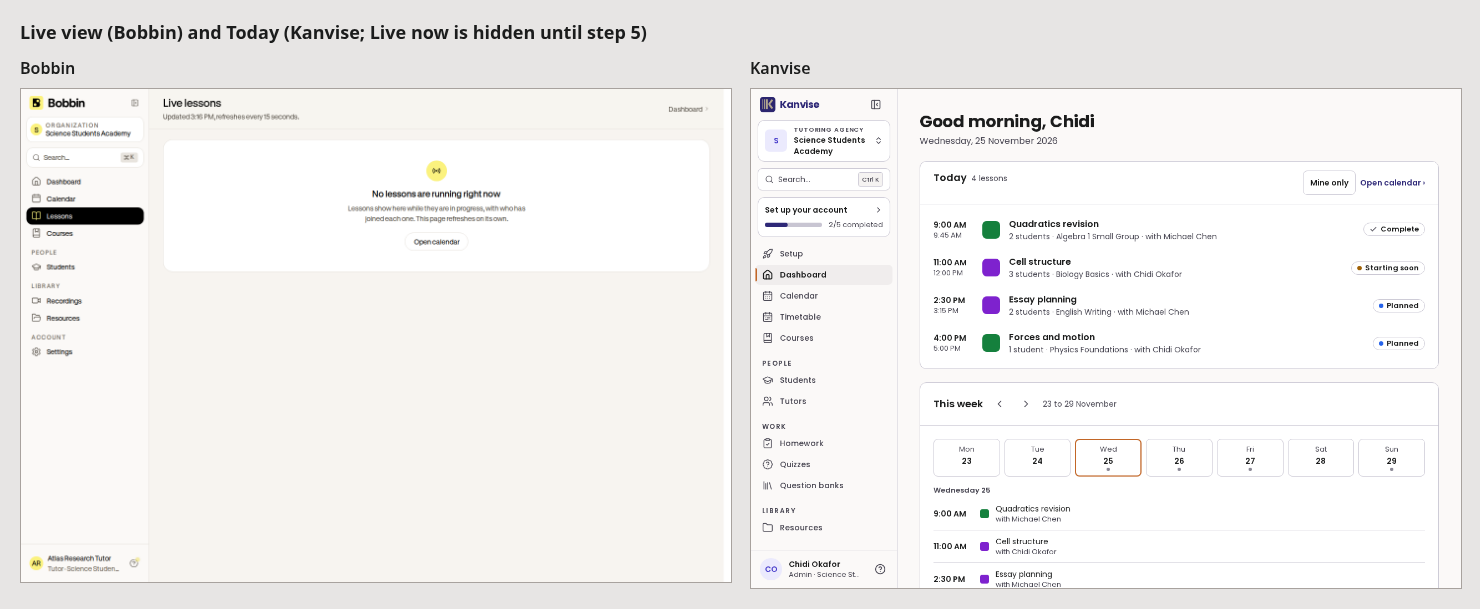 Live view (Bobbin) and Today (Kanvise; Live now is hidden until step 5)
Bobbin
Bobbin
S
ORGANIZATION
Science Students Academy
Search...
⌘K
Dashboard
Calendar
Lessons
Courses
PEOPLE
Students
LIBRARY
Recordings
Resources
ACCOUNT
Settings
AR
Atlas Research Tutor
Tutor · Science Studen...
Live lessons
Updated 3:16 PM, refreshes every 15 seconds.
Dashboard ›
No lessons are running right now
Lessons show here while they are in progress, with who has
joined each one. This page refreshes on its own.
Open calendar
Kanvise
Kanvise
S
TUTORING AGENCY
Science Students
Academy
Search...
Ctrl K
Set up your account
2/5 completed
Setup
Dashboard
Calendar
Timetable
Courses
PEOPLE
Students
Tutors
WORK
Homework
Quizzes
Question banks
LIBRARY
Resources
CO
Chidi Okafor
Admin · Science St...
Good morning, Chidi
Wednesday, 25 November 2026
Today 4 lessons
Mine only
Open calendar ›
9:00 AM
9:45 AM
Quadratics revision
2 students · Algebra 1 Small Group · with Michael Chen
Complete
11:00 AM
12:00 PM
Cell structure
3 students · Biology Basics · with Chidi Okafor
Starting soon
2:30 PM
3:15 PM
Essay planning
2 students · English Writing · with Michael Chen
Planned
4:00 PM
5:00 PM
Forces and motion
1 student · Physics Foundations · with Chidi Okafor
Planned
This week
23 to 29 November
Mon
23
Tue
24
Wed
25
Thu
26
Fri
27
Sat
28
Sun
29
Wednesday 25
9:00 AM
Quadratics revision
with Michael Chen
11:00 AM
Cell structure
with Chidi Okafor
2:30 PM
Essay planning
with Michael Chen